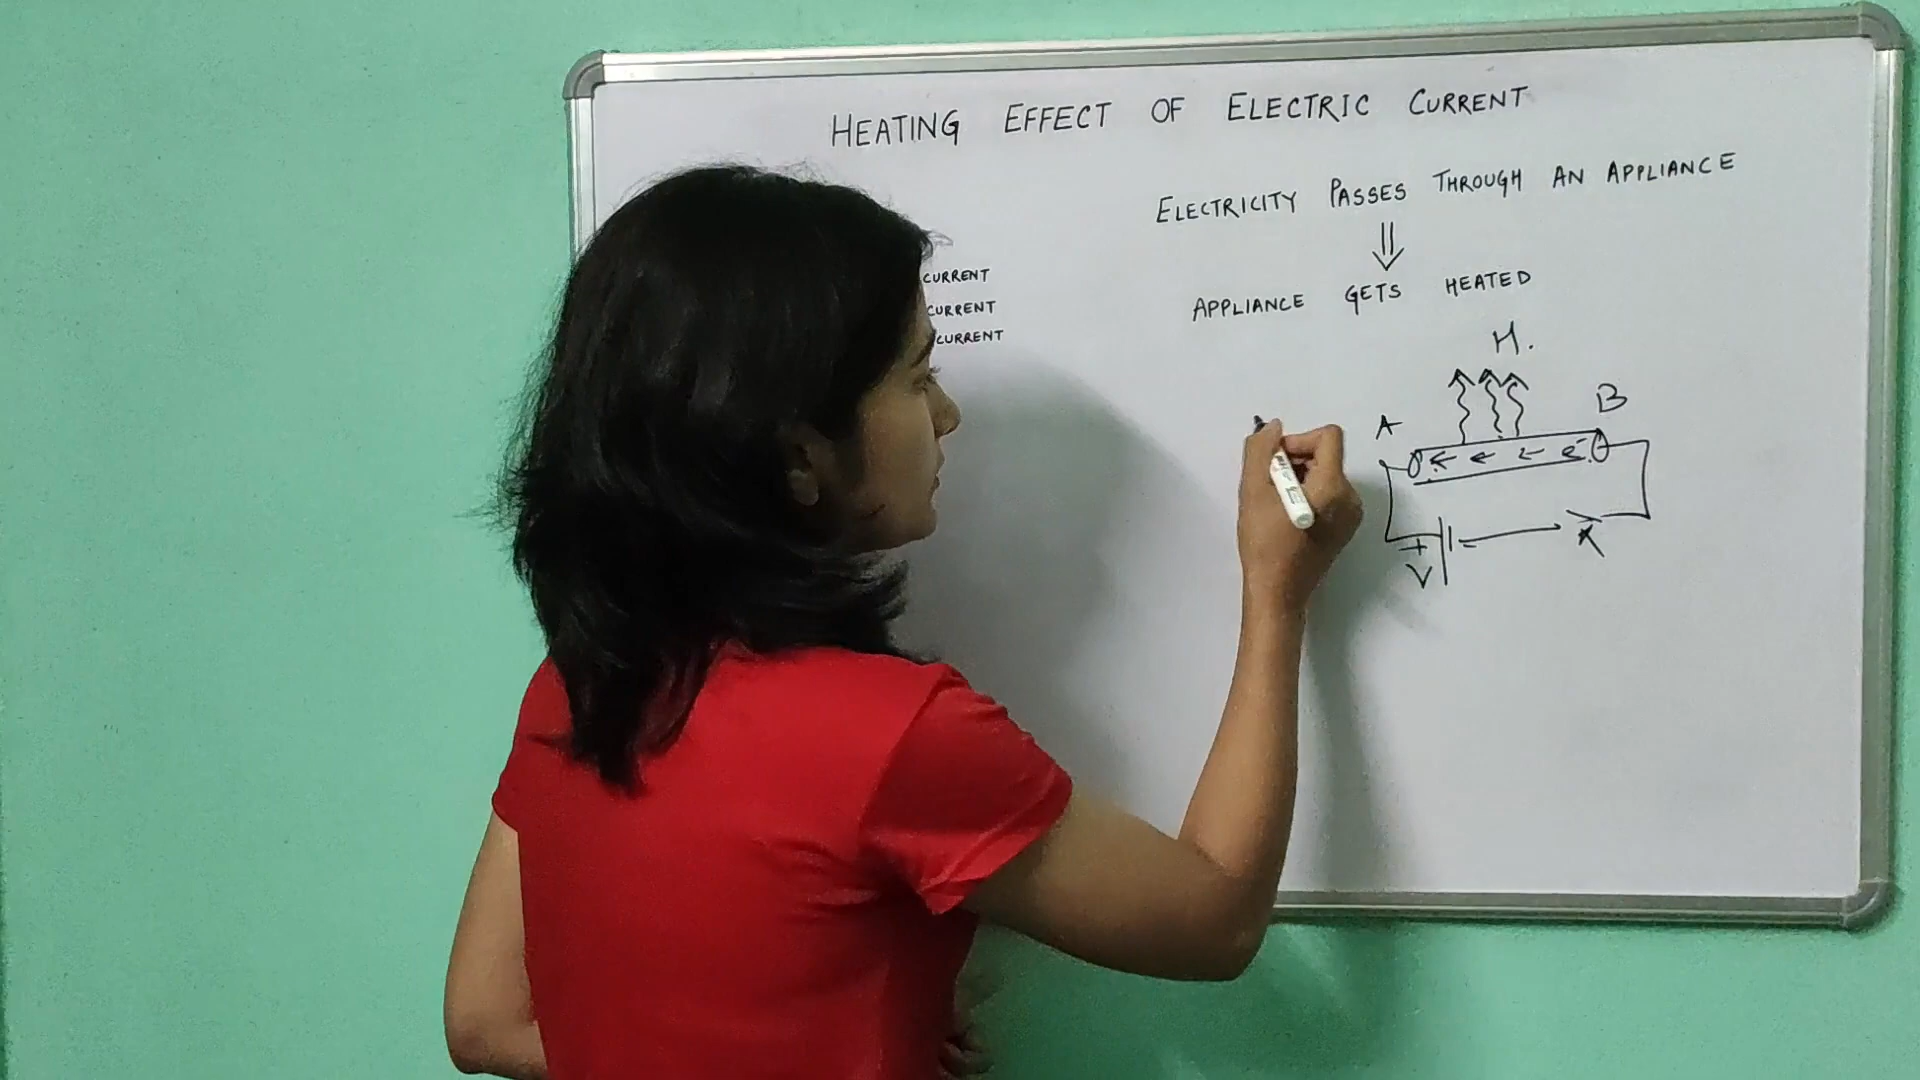 HEATING EFFECT OF ELECTRIC CURRENT
ELECTRICITY PASSES THROUGH AN APPLIANCE
⇓
APPLIANCE GETS HEATED
CURRENT
CURRENT
CURRENT
H.
A
B
e-
+
V
K